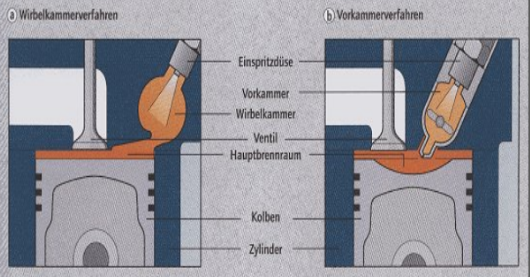 a Wirbelkammerverfahren
b Vorkammerverfahren
Einspritzdüse
Vorkammer
Wirbelkammer
Ventil
Hauptbrennraum
Kolben
Zylinder